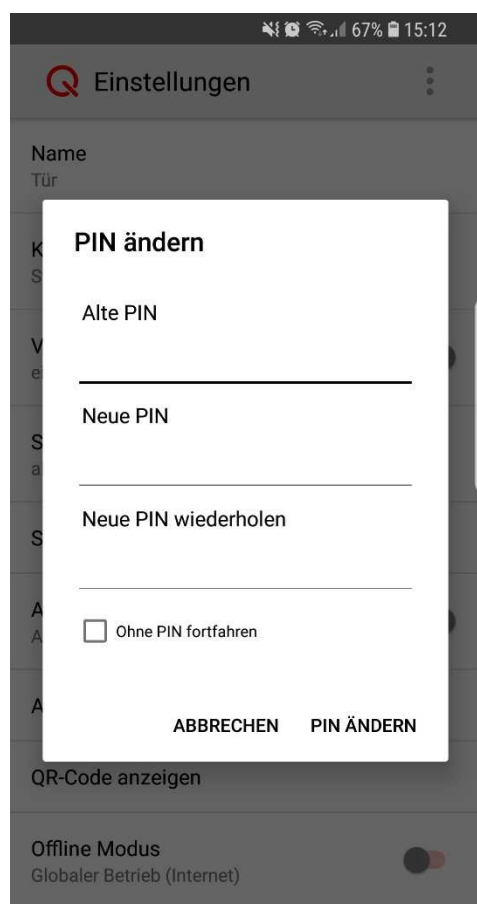 67% 15:12
Einstellungen
Name
Tür
PIN ändern
Alte PIN
Neue PIN
Neue PIN wiederholen
Ohne PIN fortfahren
ABBRECHEN PIN ÄNDERN
QR-Code anzeigen
Offline Modus
Globaler Betrieb (Internet)